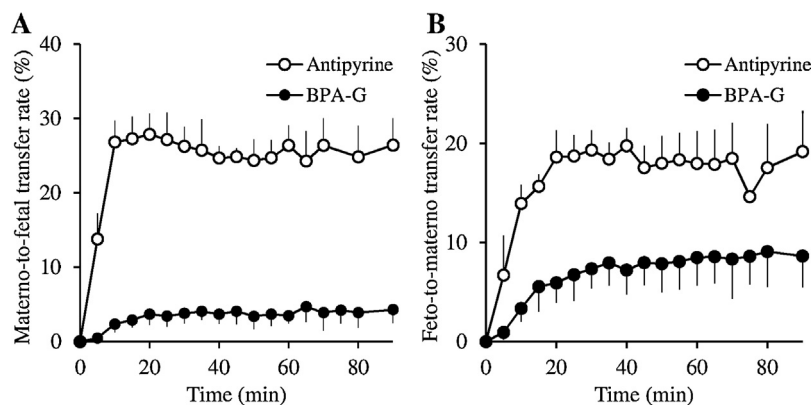 A
Materno-to-fetal transfer rate (%)
40
30
20
10
0
Antipyrine
BPA-G
0 20 40 60 80
Time (min)
B
Feto-to-materno transfer rate (%)
30
20
10
0
Antipyrine
BPA-G
0 20 40 60 80
Time (min)